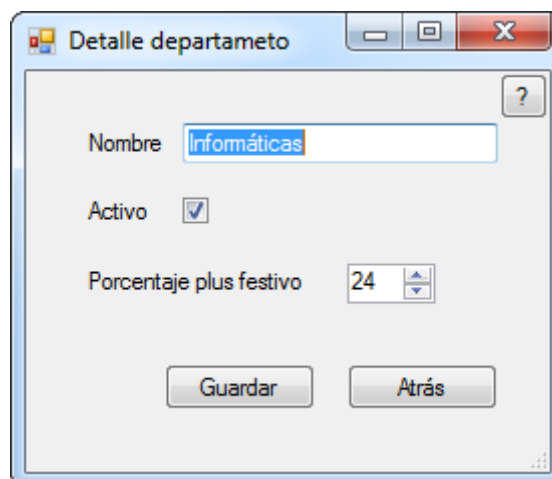 Detalle departameto
?
Nombre Informáticas
Activo
Porcentaje plus festivo 24
Guardar Atrás